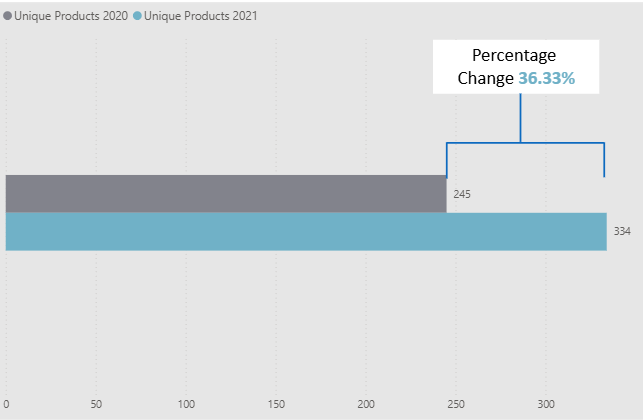 Unique Products 2020 Unique Products 2021
Percentage
Change 36.33%
245
334
0 50 100 150 200 250 300